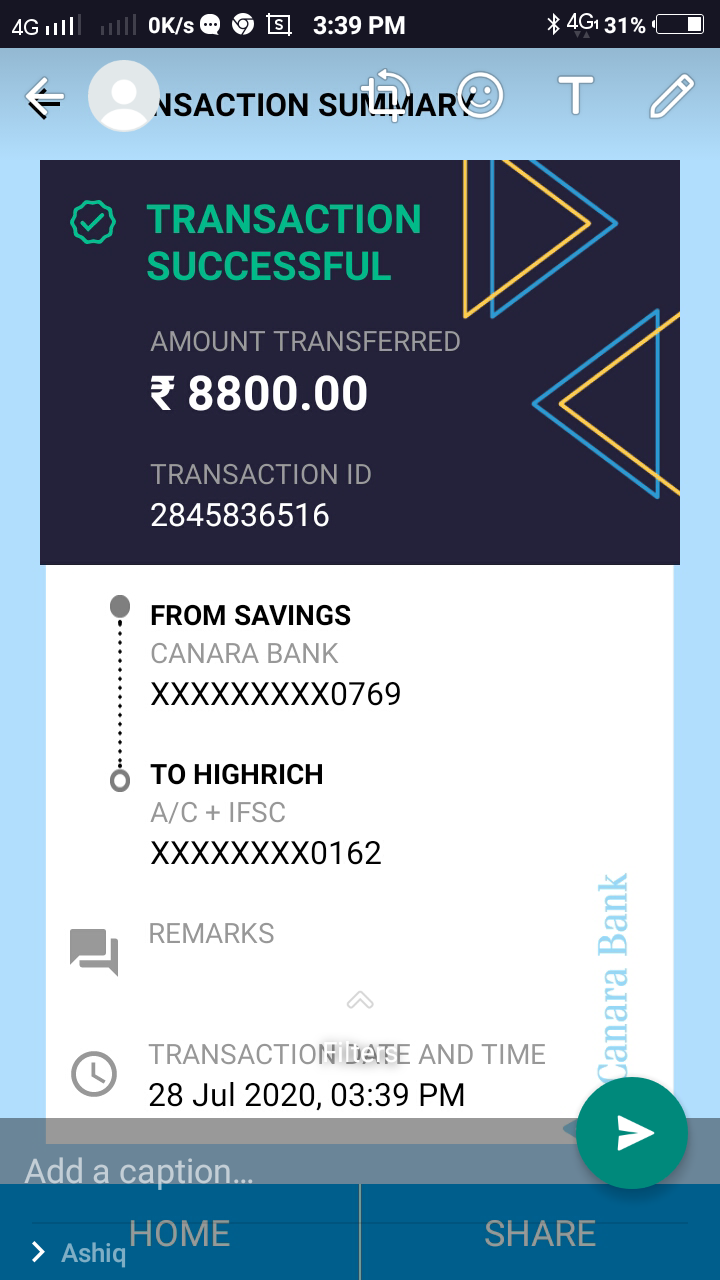 4G 0K/s S 3:39 PM 4G 31%
NSACTION SUMMARY
T
TRANSACTION
SUCCESSFUL
AMOUNT TRANSFERRED
₹ 8800.00
TRANSACTION ID
2845836516
FROM SAVINGS
CANARA BANK
XXXXXXXXX0769
TO HIGHRICH
A/C + IFSC
XXXXXXXX0162
REMARKS
Canara Bank
Filters
TRANSACTION DATE AND TIME
28 Jul 2020, 03:39 PM
Add a caption...
HOME SHARE
Ashiq